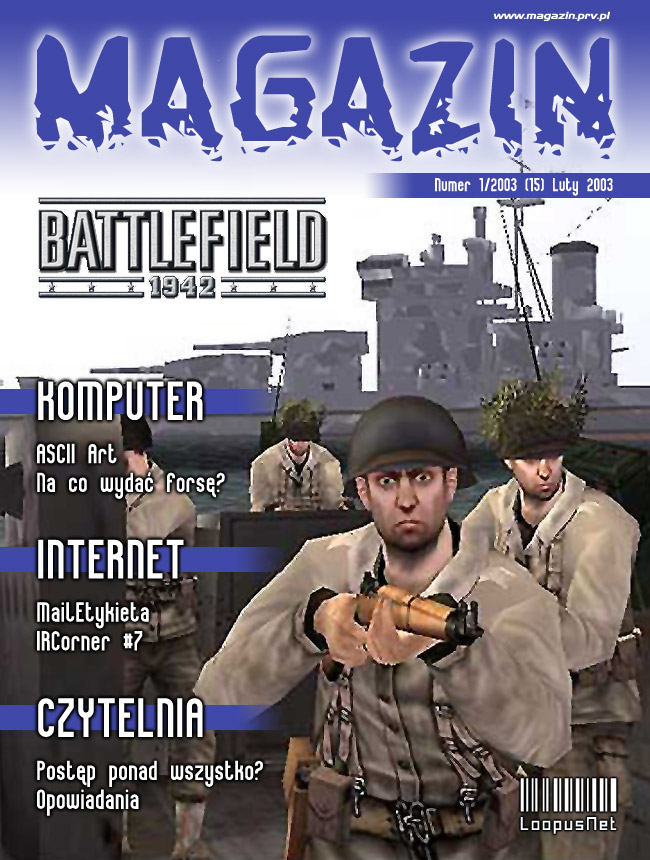 www.magazin.prv.pl
MAGAZIN
Numer 1/2003 (15) Luty 2003
BATTLEFIELD
1942
KOMPUTER
ASCII Art
Na co wydać forsę?
INTERNET
MailEtykieta
IRCorner #7
CZYTELNIA
Postęp ponad wszystko?
Opowiadania
LoopusNet